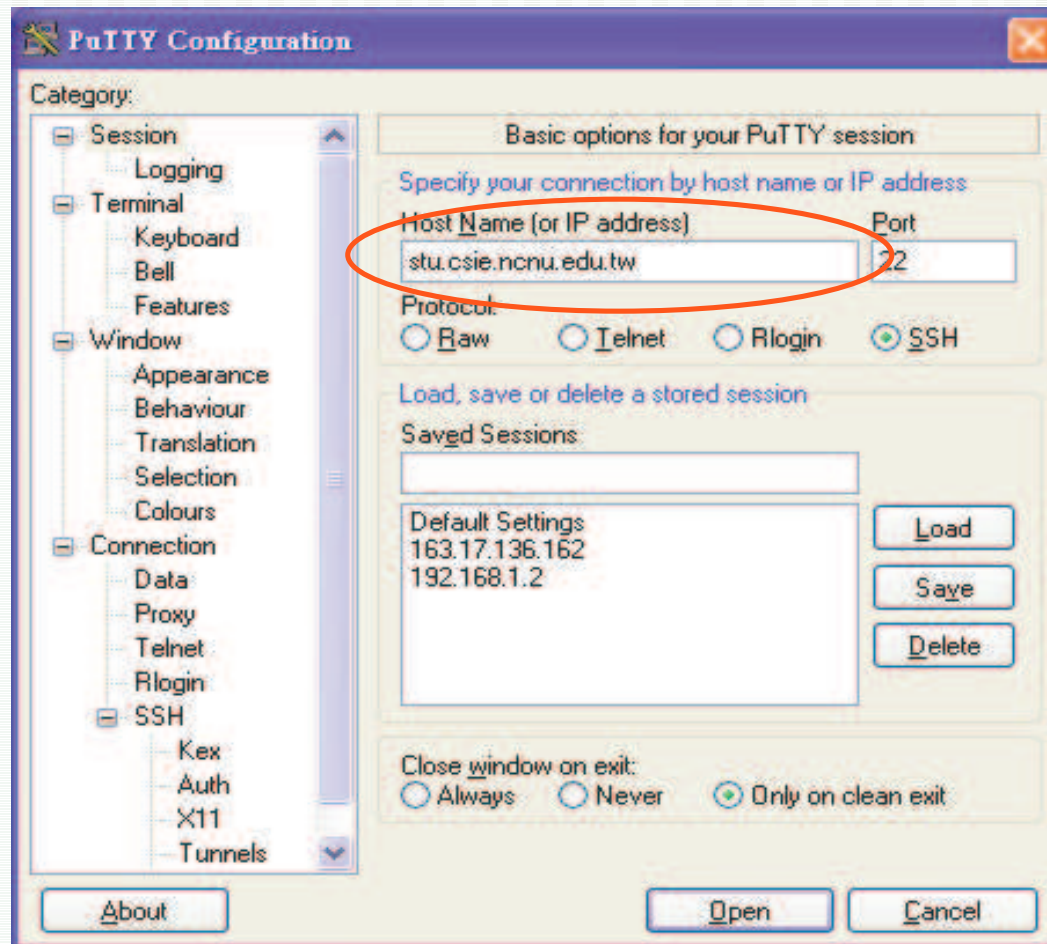 PuTTY Configuration
Category:
Session
Logging
Terminal
Keyboard
Bell
Features
Window
Appearance
Behaviour
Translation
Selection
Colours
Connection
Data
Proxy
Telnet
Rlogin
SSH
Kex
Auth
X11
Tunnels
Basic options for your PuTTY session
Specify your connection by host name or IP address
Host Name (or IP address) Port
stu.csie.ncnu.edu.tw 22
Protocol:
Raw Telnet Rlogin SSH
Load, save or delete a stored session
Saved Sessions
Default Settings
163.17.136.162
192.168.1.2
Load
Save
Delete
Close window on exit:
Always Never Only on clean exit
About Open Cancel